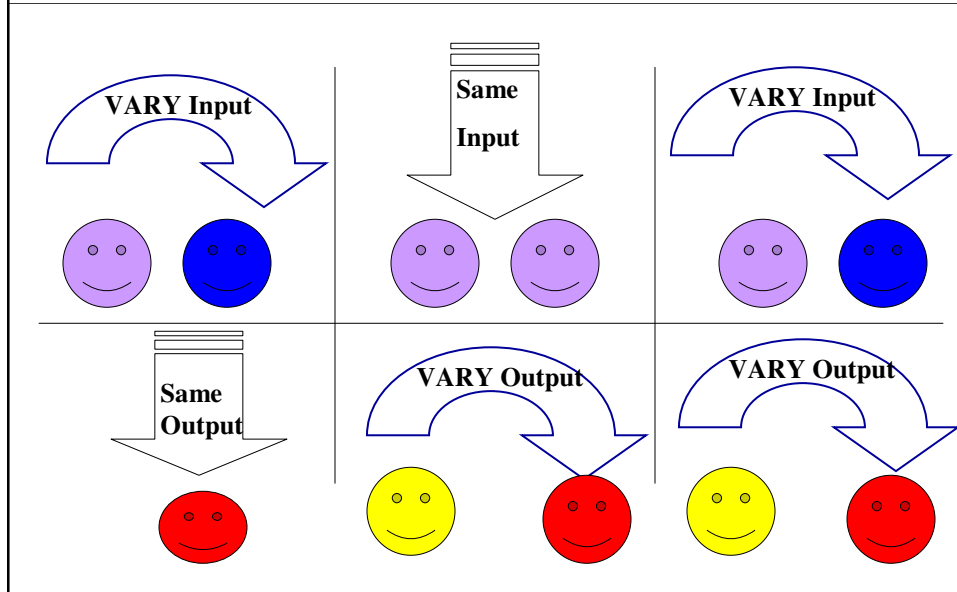 VARY Input
Same
Input
VARY Input
Same
Output
VARY Output
VARY Output